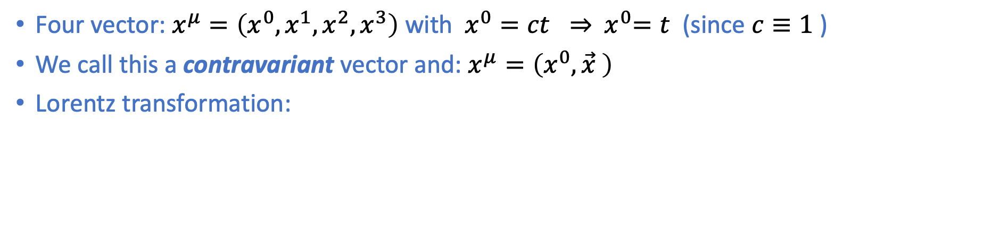 • Four vector: x^μ = (x^0, x^1, x^2, x^3) with x^0 = ct ⇒ x^0= t (since c ≡ 1 )
• We call this a contravariant vector and: x^μ = (x^0, x⃗ )
• Lorentz transformation: